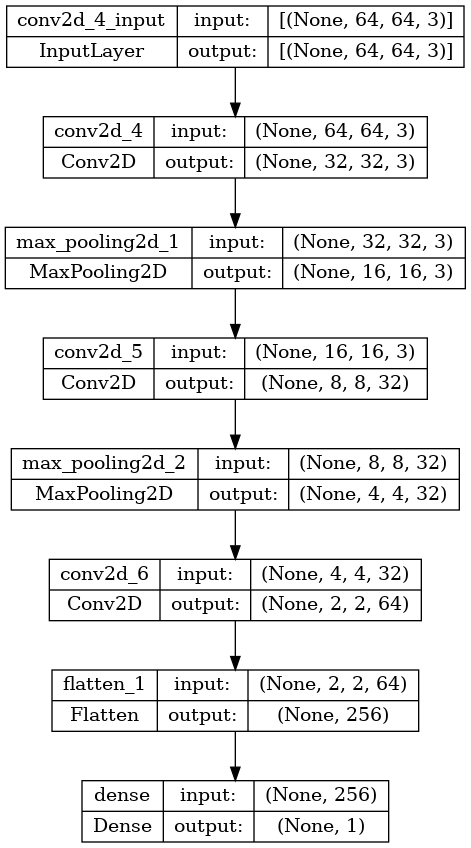 conv2d_4_input input: [(None, 64, 64, 3)]
InputLayer output: [(None, 64, 64, 3)]
conv2d_4 input: (None, 64, 64, 3)
Conv2D output: (None, 32, 32, 3)
max_pooling2d_1 input: (None, 32, 32, 3)
MaxPooling2D output: (None, 16, 16, 3)
conv2d_5 input: (None, 16, 16, 3)
Conv2D output: (None, 8, 8, 32)
max_pooling2d_2 input: (None, 8, 8, 32)
MaxPooling2D output: (None, 4, 4, 32)
conv2d_6 input: (None, 4, 4, 32)
Conv2D output: (None, 2, 2, 64)
flatten_1 input: (None, 2, 2, 64)
Flatten output: (None, 256)
dense input: (None, 256)
Dense output: (None, 1)